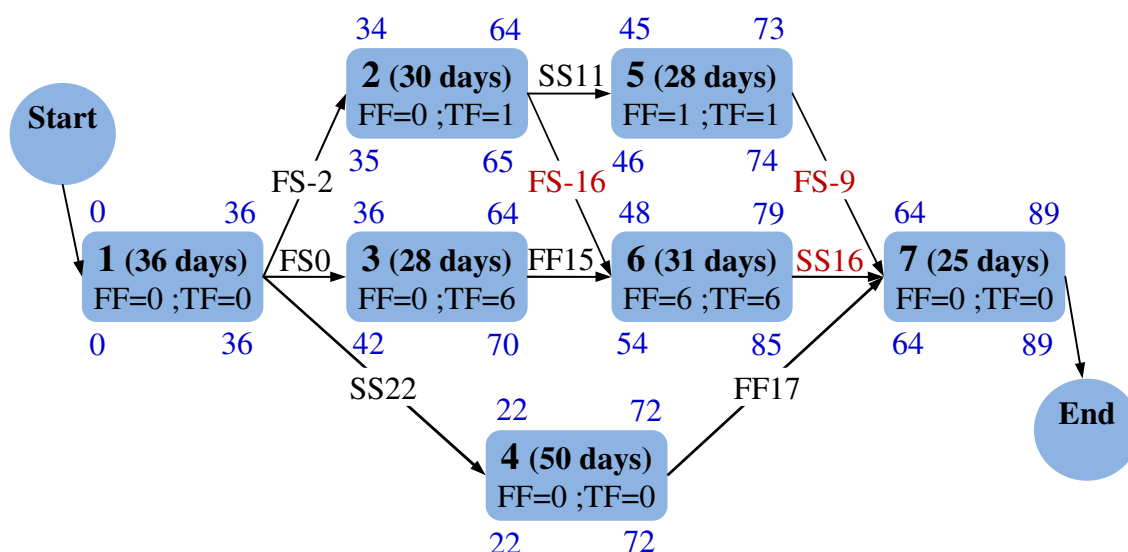 34 64 45 73
2 (30 days) SS11 5 (28 days)
FF=0 ;TF=1 FF=1 ;TF=1
Start
35 65 46 74
FS-2 FS-16 FS-9
0 36 36 64 48 79 64 89
1 (36 days) FS0 3 (28 days) FF15 6 (31 days) SS16 7 (25 days)
FF=0 ;TF=0 FF=0 ;TF=6 FF=6 ;TF=6 FF=0 ;TF=0
0 36 42 70 54 85 64 89
SS22 FF17
22 72
End
4 (50 days)
FF=0 ;TF=0
22 72